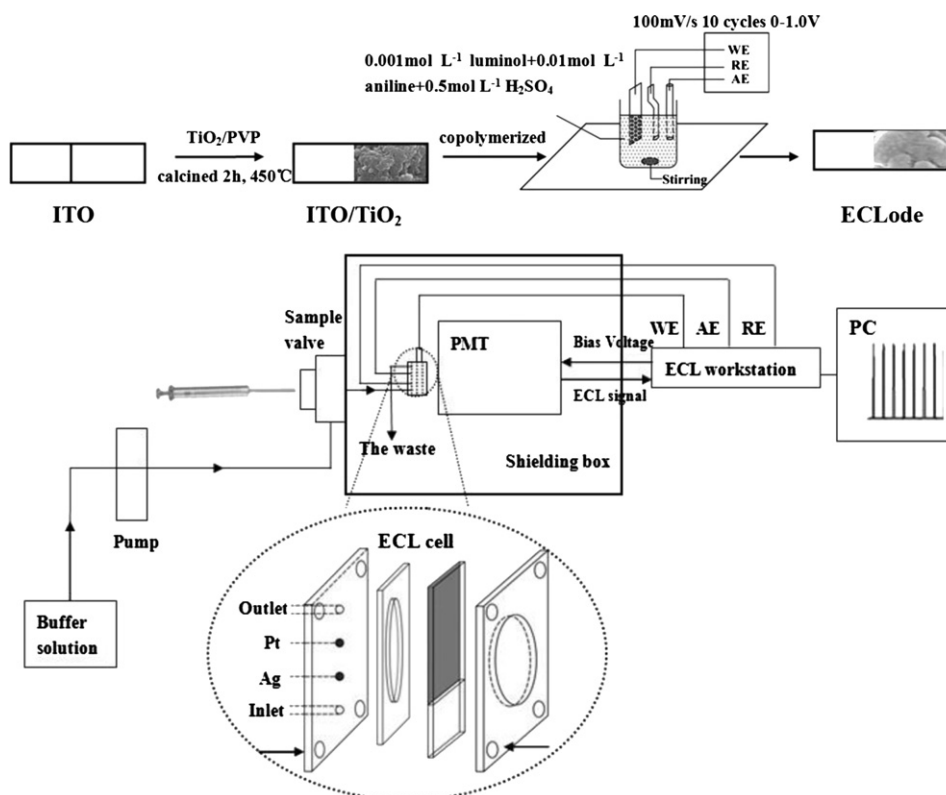 100mV/s 10 cycles 0-1.0V
0.001mol L⁻¹ luminol+0.01mol L⁻¹
aniline+0.5mol L⁻¹ H₂SO₄
WE
RE
AE
TiO₂/PVP
calcined 2h, 450℃
copolymerized
Stirring
ITO
ITO/TiO₂
ECLode
Sample
valve
PMT
WE AE RE
Bias Voltage
ECL workstation
ECL signal
PC
The waste
Shielding box
Pump
Buffer
solution
ECL cell
Outlet
Pt
Ag
Inlet